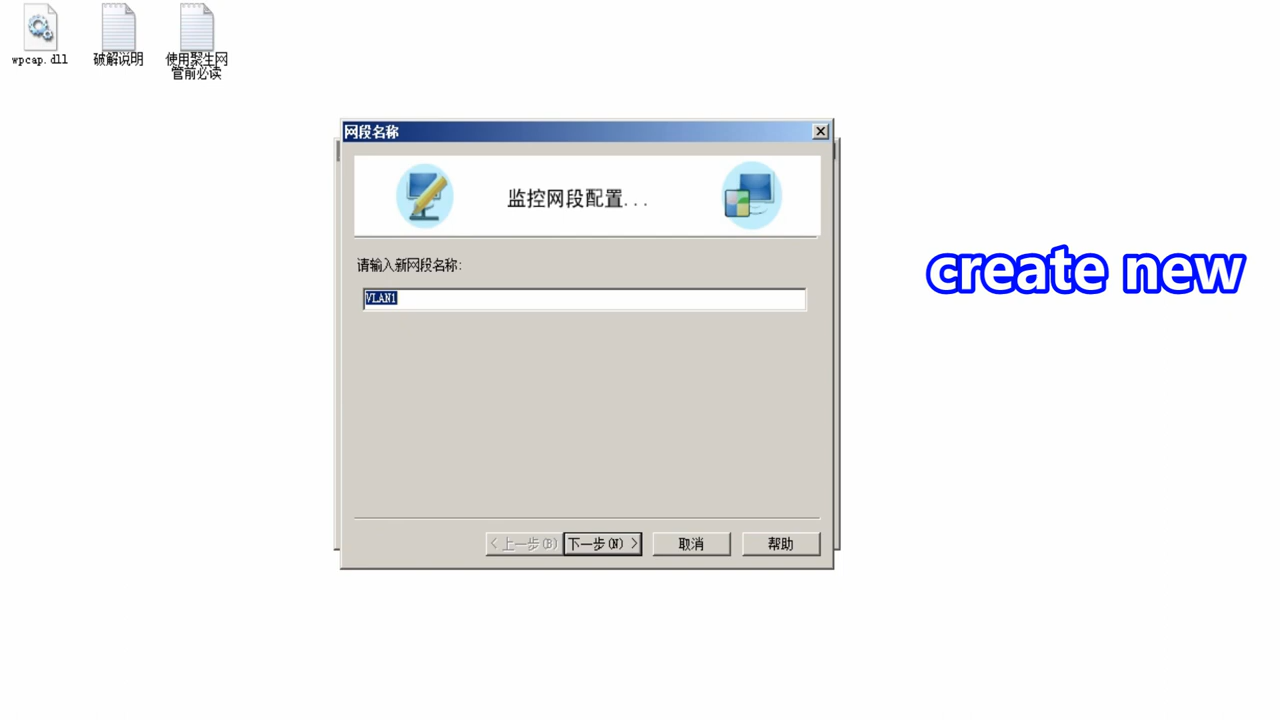 wpcap.dll
破解说明
使用聚生网
管前必读
网段名称
监控网段配置...
请输入新网段名称:
VLAN1
create new
<上一步(B)
下一步(N) >
取消
帮助